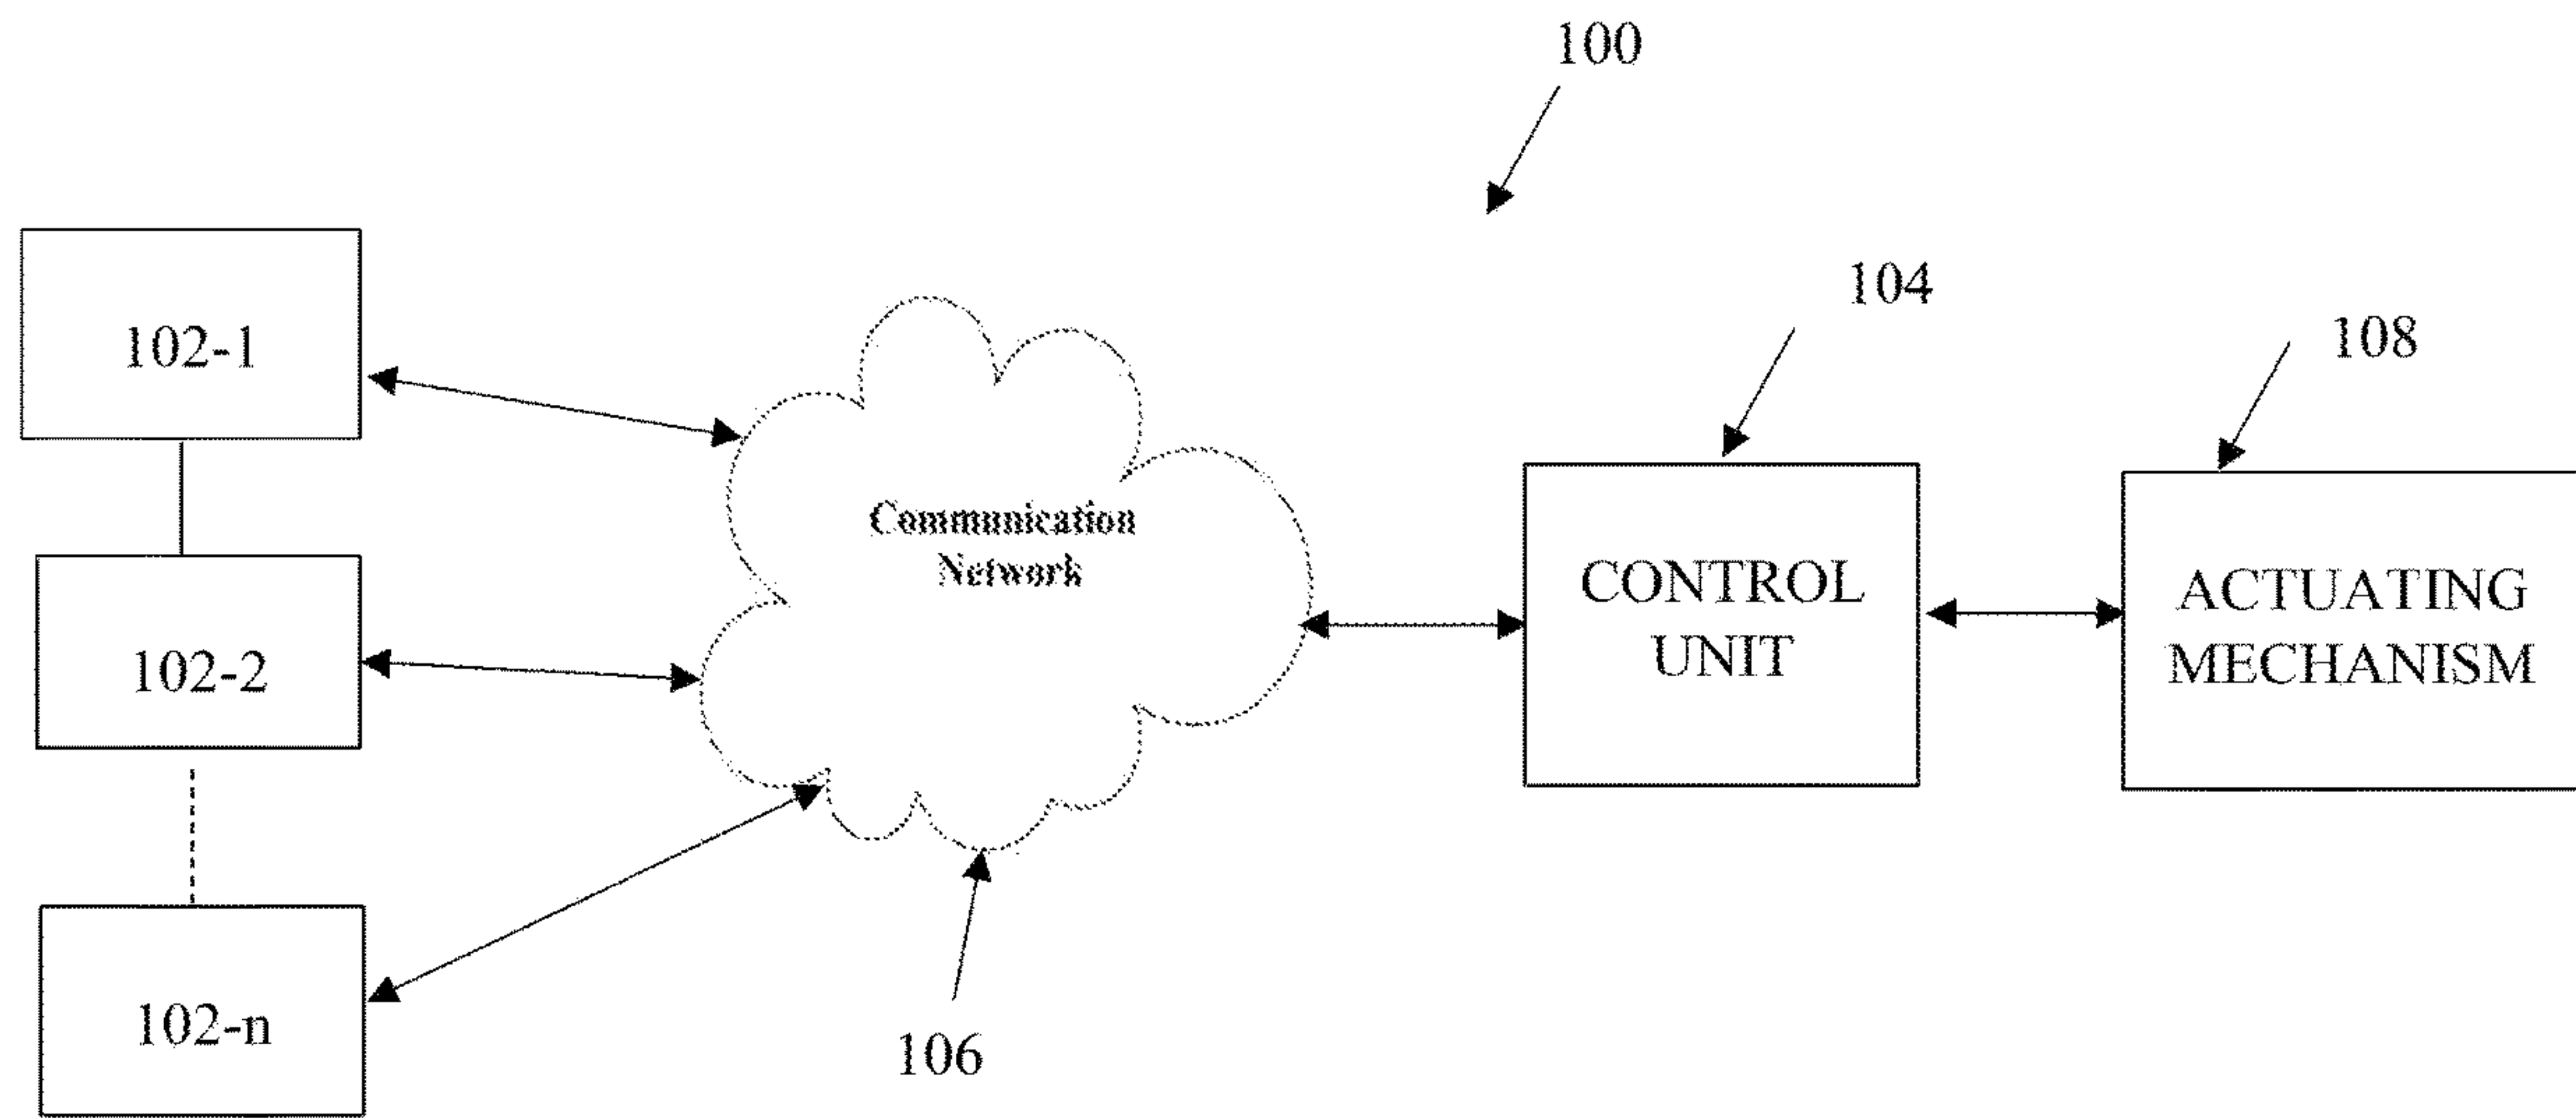 100
104
108
102-1
Communication
Network
CONTROL
UNIT
ACTUATING
MECHANISM
102-2
102-n
106